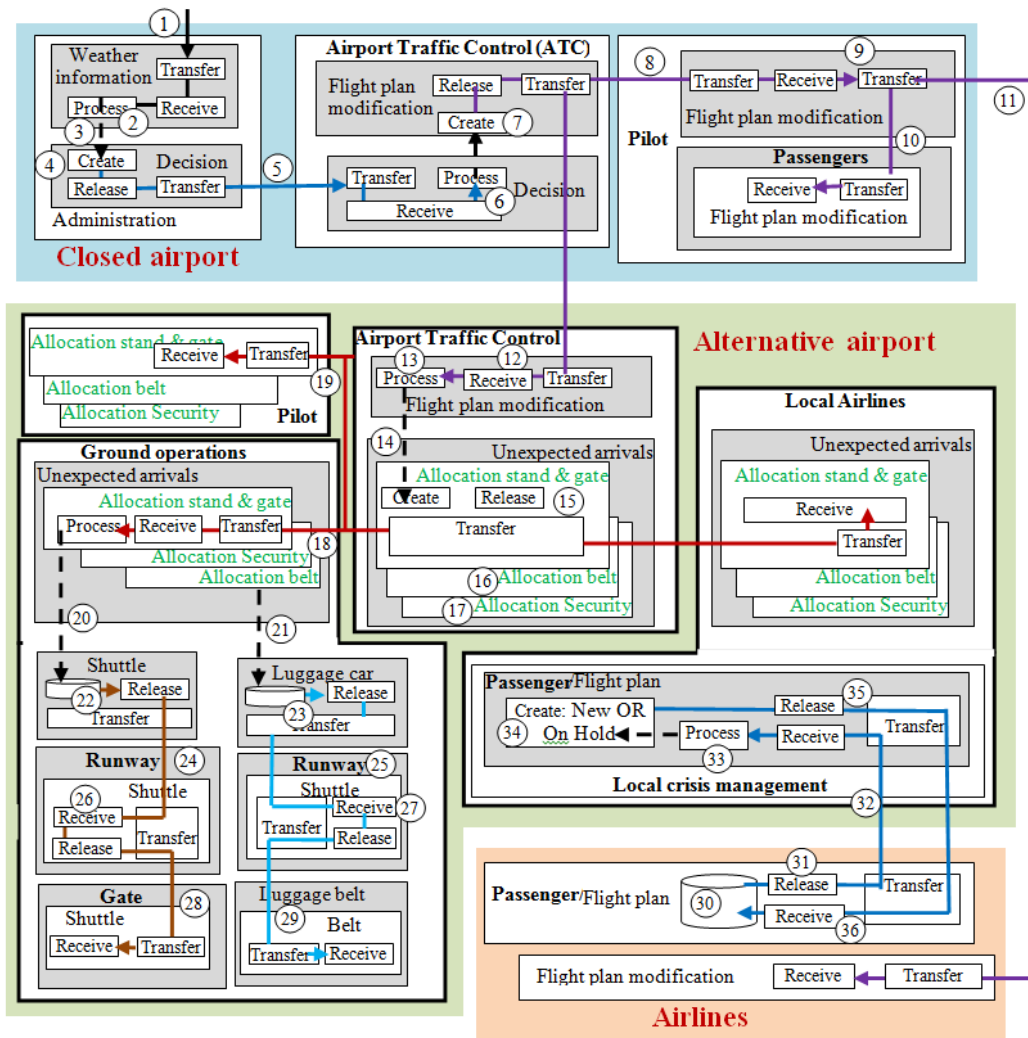 1
Weather
information
Transfer
Process
Receive
2
3
4
Create
Decision
Release
Transfer
Administration
5
Closed airport
Airport Traffic Control (ATC)
Flight plan
modification
Release
Transfer
Create
7
Transfer
Process
Decision
Receive
6
8
9
Transfer
Receive
Transfer
Flight plan modification
Pilot
10
11
Passengers
Receive
Transfer
Flight plan modification
Alternative airport
Allocation stand & gate
Receive
Transfer
Allocation belt
Allocation Security
Pilot
19
Airport Traffic Control
13
12
Process
Receive
Transfer
Flight plan modification
14
Unexpected arrivals
Allocation stand & gate
Create
Release
15
Transfer
16
Allocation belt
17
Allocation Security
Local Airlines
Unexpected arrivals
Allocation stand & gate
Receive
Transfer
Allocation belt
Allocation Security
Ground operations
Unexpected arrivals
Allocation stand & gate
Process
Receive
Transfer
18
Allocation Security
Allocation belt
20
21
Shuttle
22
Release
Transfer
Luggage car
Release
23
Transfer
Runway
24
Shuttle
26
Receive
Release
Transfer
Runway
25
Shuttle
Receive
27
Transfer
Release
Gate
28
Shuttle
Receive
Transfer
Luggage belt
29
Belt
Transfer
Receive
Passenger/Flight plan
35
Create: New OR
On Hold
34
Release
Transfer
Process
Receive
33
Local crisis management
32
31
Passenger/Flight plan
30
Release
Transfer
Receive
36
Flight plan modification
Receive
Transfer
Airlines